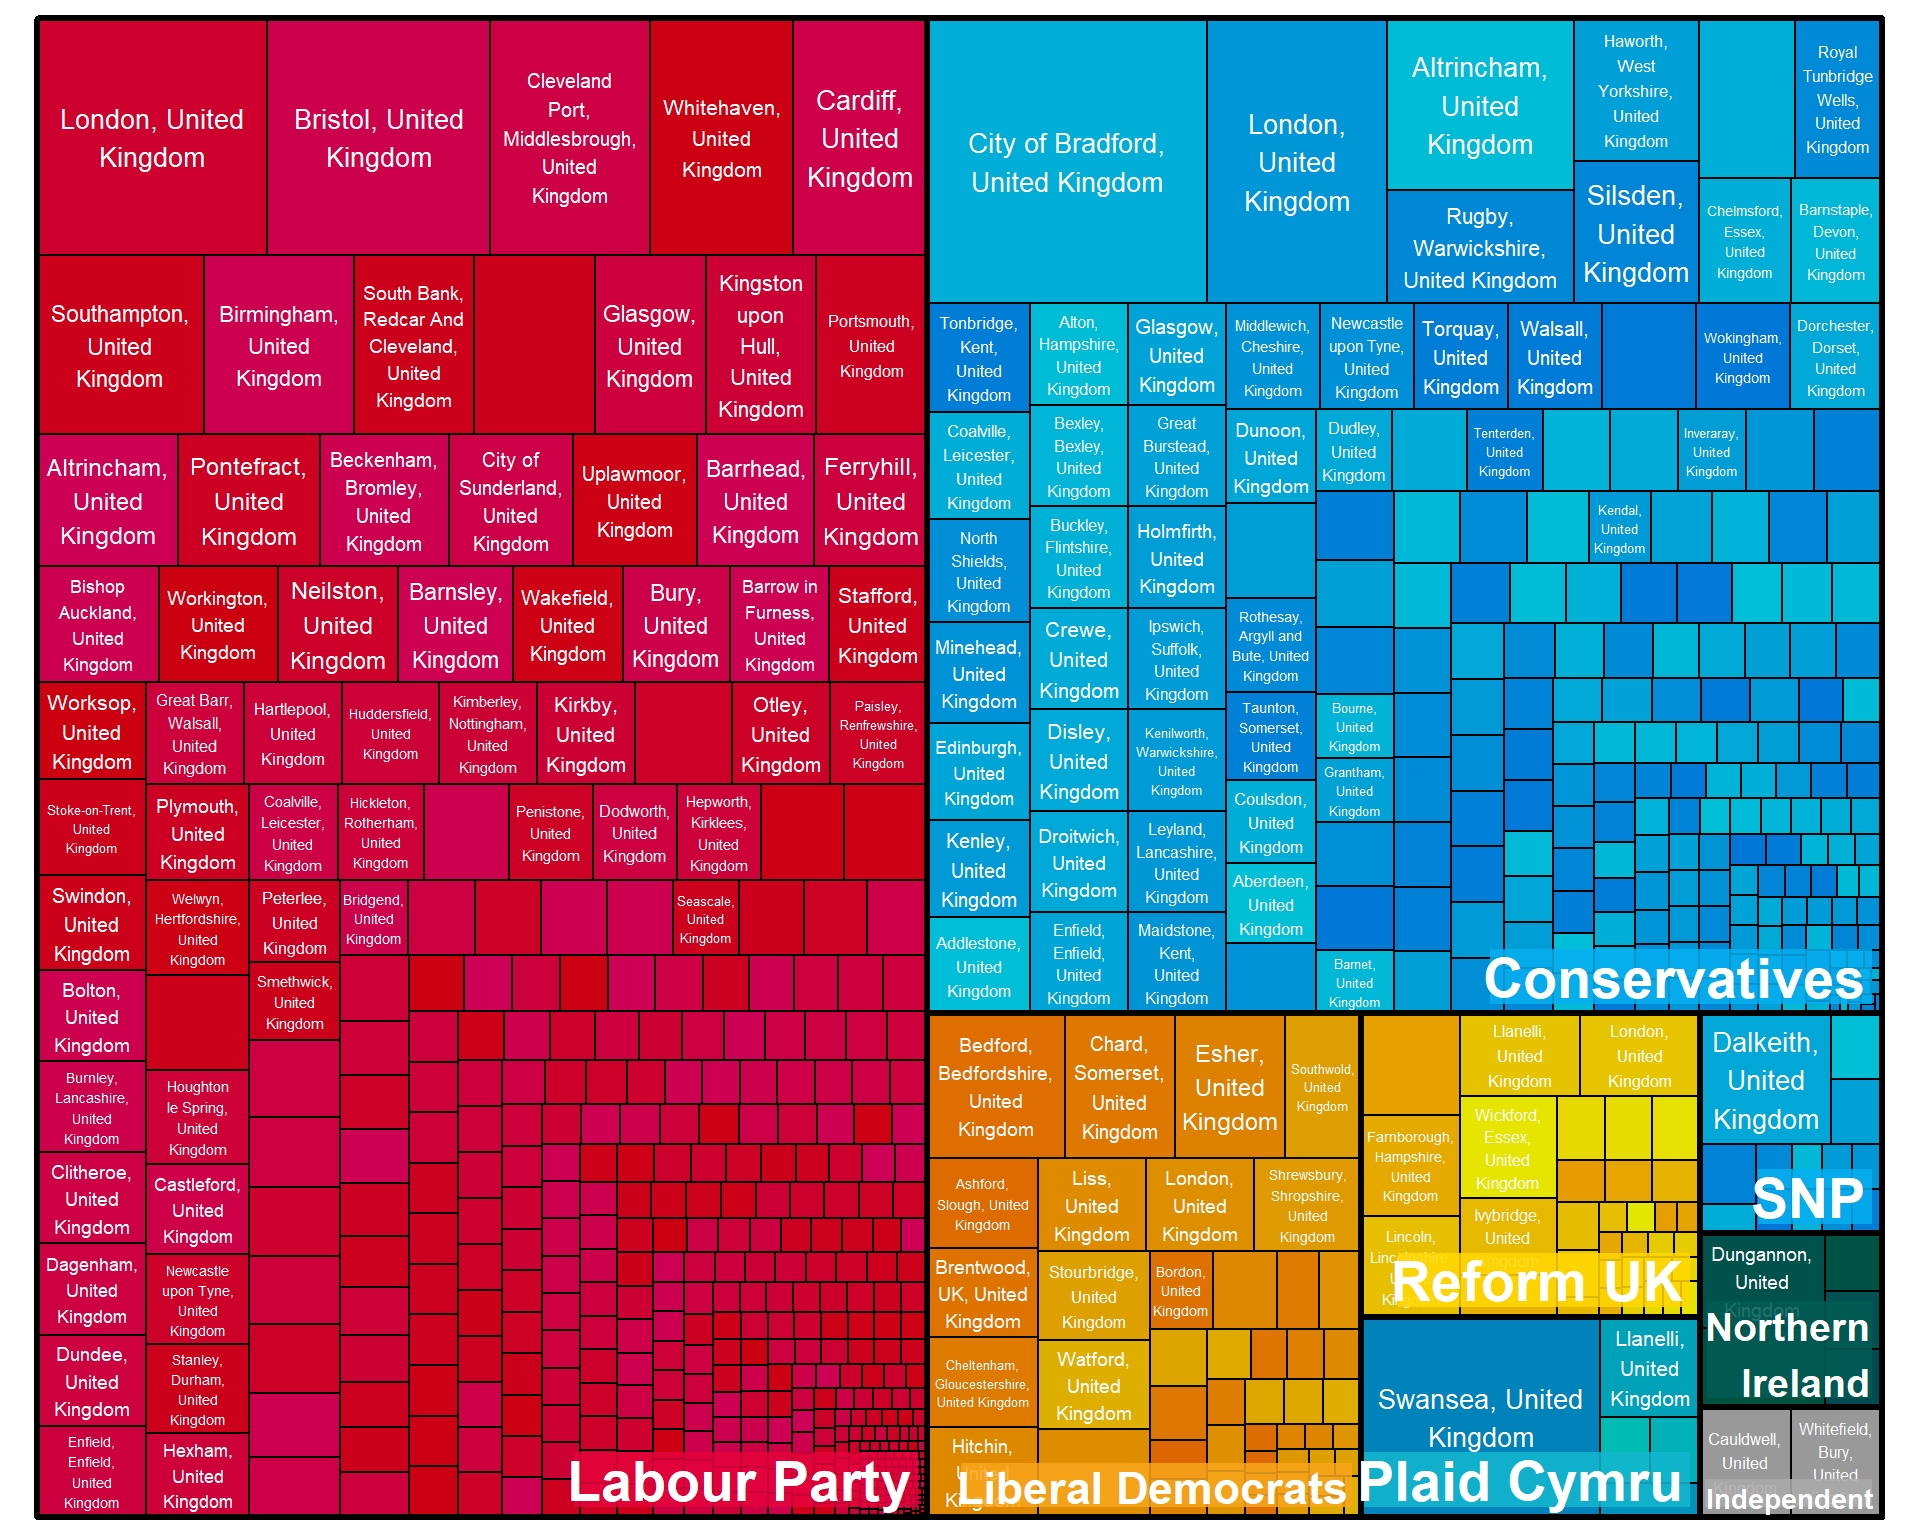 London, United
Kingdom
Bristol, United
Kingdom
Cleveland
Port,
Middlesbrough,
United
Kingdom
Whitehaven,
United
Kingdom
Cardiff,
United
Kingdom
Southampton,
United
Kingdom
Birmingham,
United
Kingdom
South Bank,
Redcar And
Cleveland,
United
Kingdom
Glasgow,
United
Kingdom
Kingston
upon
Hull,
United
Kingdom
Portsmouth,
United
Kingdom
Altrincham,
United
Kingdom
Pontefract,
United
Kingdom
Beckenham,
Bromley,
United
Kingdom
City of
Sunderland,
United
Kingdom
Uplawmoor,
United
Kingdom
Barrhead,
United
Kingdom
Ferryhill,
United
Kingdom
Bishop
Auckland,
United
Kingdom
Workington,
United
Kingdom
Neilston,
United
Kingdom
Barnsley,
United
Kingdom
Wakefield,
United
Kingdom
Bury,
United
Kingdom
Barrow in
Furness,
United
Kingdom
Stafford,
United
Kingdom
Worksop,
United
Kingdom
Great Barr,
Walsall,
United
Kingdom
Hartlepool,
United
Kingdom
Huddersfield,
United
Kingdom
Kimberley,
Nottingham,
United
Kingdom
Kirkby,
United
Kingdom
Otley,
United
Kingdom
Paisley,
Renfrewshire,
United
Kingdom
Stoke-on-Trent,
United
Kingdom
Plymouth,
United
Kingdom
Coalville,
Leicester,
United
Kingdom
Hickleton,
Rotherham,
United
Kingdom
Penistone,
United
Kingdom
Dodworth,
United
Kingdom
Hepworth,
Kirklees,
United
Kingdom
Swindon,
United
Kingdom
Welwyn,
Hertfordshire,
United
Kingdom
Peterlee,
United
Kingdom
Bridgend,
United
Kingdom
Seascale,
United
Kingdom
Smethwick,
United
Kingdom
Bolton,
United
Kingdom
Burnley,
Lancashire,
United
Kingdom
Houghton
le Spring,
United
Kingdom
Clitheroe,
United
Kingdom
Castleford,
United
Kingdom
Dagenham,
United
Kingdom
Newcastle
upon Tyne,
United
Kingdom
Dundee,
United
Kingdom
Stanley,
Durham,
United
Kingdom
Enfield,
Enfield,
United
Kingdom
Hexham,
United
Kingdom
Labour Party
City of Bradford,
United Kingdom
London,
United
Kingdom
Altrincham,
United
Kingdom
Rugby,
Warwickshire,
United Kingdom
Haworth,
West
Yorkshire,
United
Kingdom
Silsden,
United
Kingdom
Royal
Tunbridge
Wells,
United
Kingdom
Chelmsford,
Essex,
United
Kingdom
Barnstaple,
Devon,
United
Kingdom
Tonbridge,
Kent,
United
Kingdom
Alton,
Hampshire,
United
Kingdom
Glasgow,
United
Kingdom
Middlewich,
Cheshire,
United
Kingdom
Newcastle
upon Tyne,
United
Kingdom
Torquay,
United
Kingdom
Walsall,
United
Kingdom
Wokingham,
United
Kingdom
Dorchester,
Dorset,
United
Kingdom
Coalville,
Leicester,
United
Kingdom
Bexley,
Bexley,
United
Kingdom
Great
Burstead,
United
Kingdom
Dunoon,
United
Kingdom
Dudley,
United
Kingdom
Tenterden,
United
Kingdom
Inveraray,
United
Kingdom
Kendal,
United
Kingdom
North
Shields,
United
Kingdom
Buckley,
Flintshire,
United
Kingdom
Holmfirth,
United
Kingdom
Rothesay,
Argyll and
Bute, United
Kingdom
Minehead,
United
Kingdom
Crewe,
United
Kingdom
Ipswich,
Suffolk,
United
Kingdom
Taunton,
Somerset,
United
Kingdom
Bourne,
United
Kingdom
Edinburgh,
United
Kingdom
Disley,
United
Kingdom
Kenilworth,
Warwickshire,
United
Kingdom
Grantham,
United
Kingdom
Coulsdon,
United
Kingdom
Kenley,
United
Kingdom
Droitwich,
United
Kingdom
Leyland,
Lancashire,
United
Kingdom
Aberdeen,
United
Kingdom
Addlestone,
United
Kingdom
Enfield,
Enfield,
United
Kingdom
Maidstone,
Kent,
United
Kingdom
Barnet,
United
Kingdom
Conservatives
Bedford,
Bedfordshire,
United
Kingdom
Chard,
Somerset,
United
Kingdom
Esher,
United
Kingdom
Southwold,
United
Kingdom
Ashford,
Slough, United
Kingdom
Liss,
United
Kingdom
London,
United
Kingdom
Shrewsbury,
Shropshire,
United
Kingdom
Brentwood,
UK, United
Kingdom
Stourbridge,
United
Kingdom
Bordon,
United
Kingdom
Cheltenham,
Gloucestershire,
United Kingdom
Watford,
United
Kingdom
Hitchin,
United
Liberal Democrats
Llanelli,
United
Kingdom
London,
United
Kingdom
Farnborough,
Hampshire,
United
Kingdom
Wickford,
Essex,
United
Kingdom
Lincoln,
Lincolnshire,
Ivybridge,
United
Kingdom
Reform UK
Swansea, United
Kingdom
Llanelli,
United
Kingdom
Plaid Cymru
Dalkeith,
United
Kingdom
SNP
Dungannon,
United
Kingdom
Northern
Ireland
Cauldwell,
United
Kingdom
Whitefield,
Bury,
United
Independent